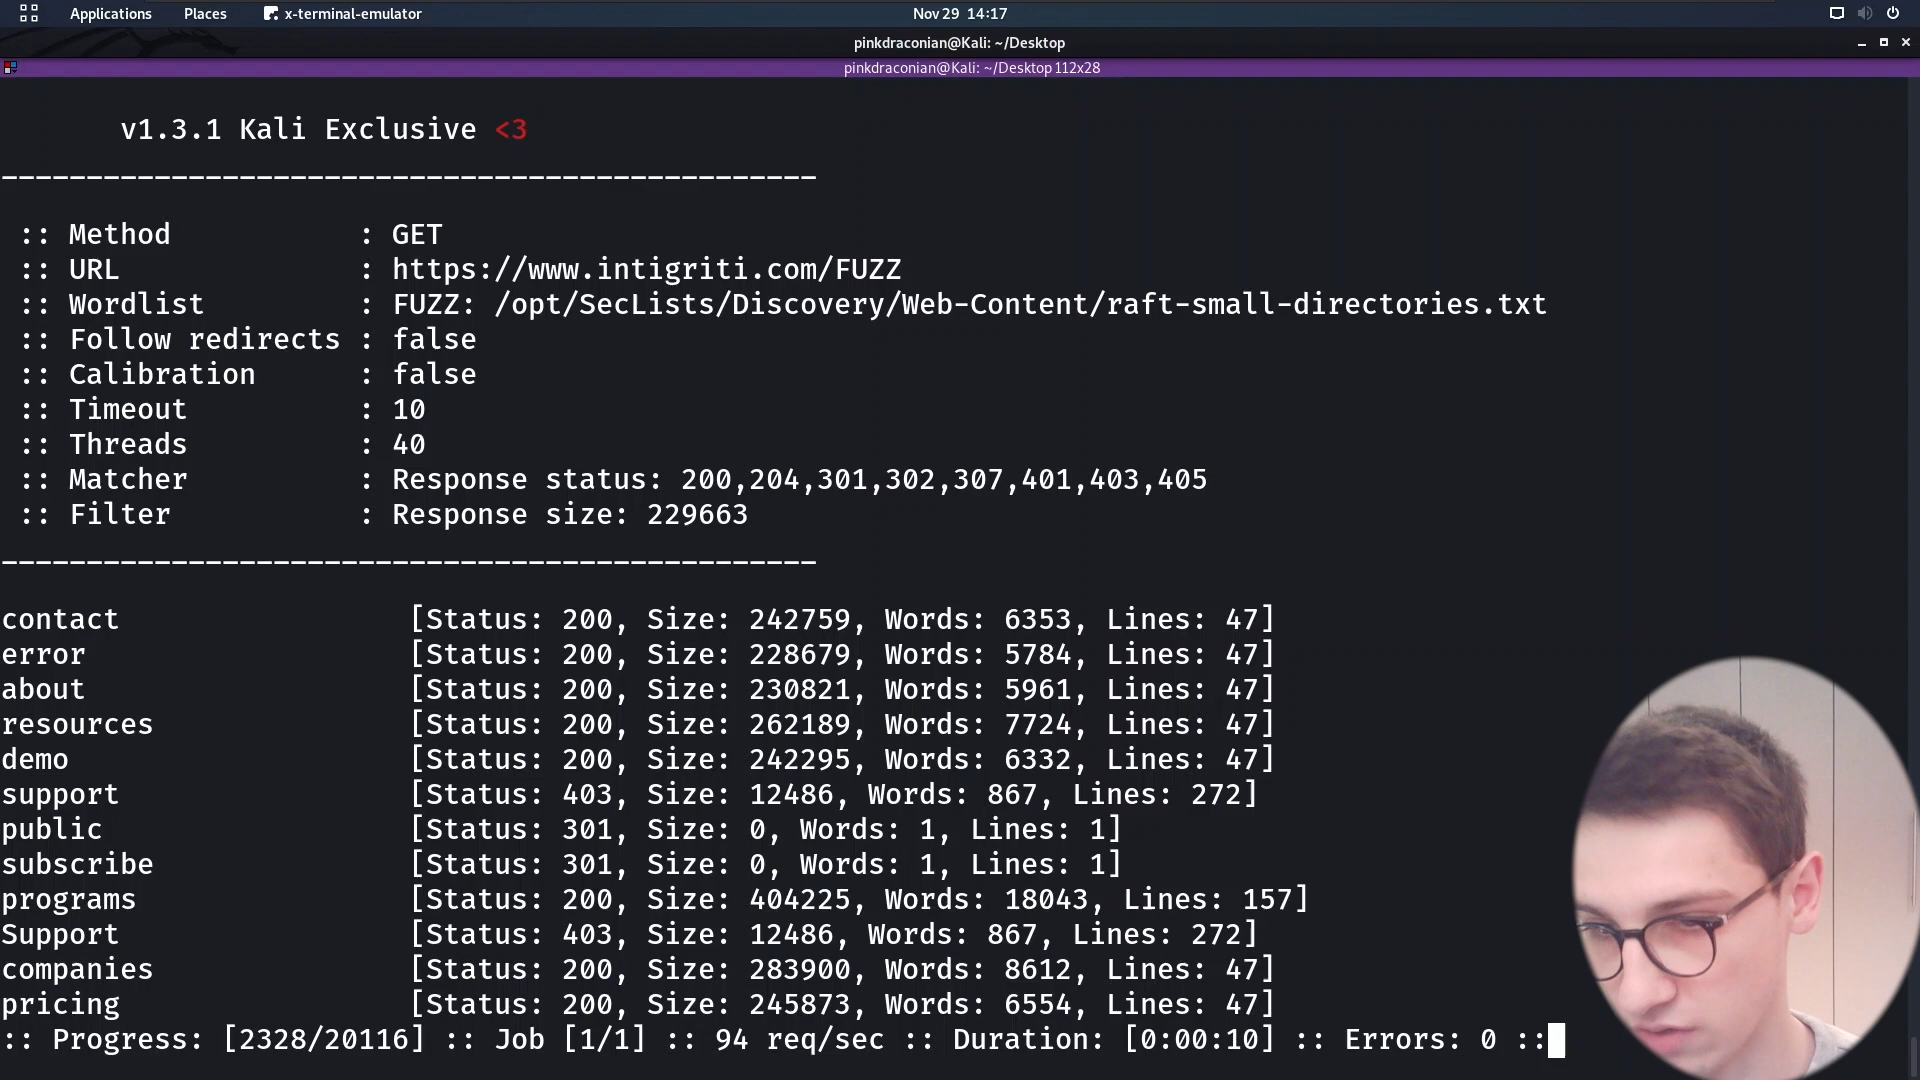 Applications Places x-terminal-emulator Nov 29 14:17
pinkdraconian@Kali: ~/Desktop
pinkdraconian@Kali: ~/Desktop 112x28
v1.3.1 Kali Exclusive <3
________________________________________________
:: Method : GET
:: URL : https://www.intigriti.com/FUZZ
:: Wordlist : FUZZ: /opt/SecLists/Discovery/Web-Content/raft-small-directories.txt
:: Follow redirects : false
:: Calibration : false
:: Timeout : 10
:: Threads : 40
:: Matcher : Response status: 200,204,301,302,307,401,403,405
:: Filter : Response size: 229663
________________________________________________
contact [Status: 200, Size: 242759, Words: 6353, Lines: 47]
error [Status: 200, Size: 228679, Words: 5784, Lines: 47]
about [Status: 200, Size: 230821, Words: 5961, Lines: 47]
resources [Status: 200, Size: 262189, Words: 7724, Lines: 47]
demo [Status: 200, Size: 242295, Words: 6332, Lines: 47]
support [Status: 403, Size: 12486, Words: 867, Lines: 272]
public [Status: 301, Size: 0, Words: 1, Lines: 1]
subscribe [Status: 301, Size: 0, Words: 1, Lines: 1]
programs [Status: 200, Size: 404225, Words: 18043, Lines: 157]
Support [Status: 403, Size: 12486, Words: 867, Lines: 272]
companies [Status: 200, Size: 283900, Words: 8612, Lines: 47]
pricing [Status: 200, Size: 245873, Words: 6554, Lines: 47]
:: Progress: [2328/20116] :: Job [1/1] :: 94 req/sec :: Duration: [0:00:10] :: Errors: 0 ::